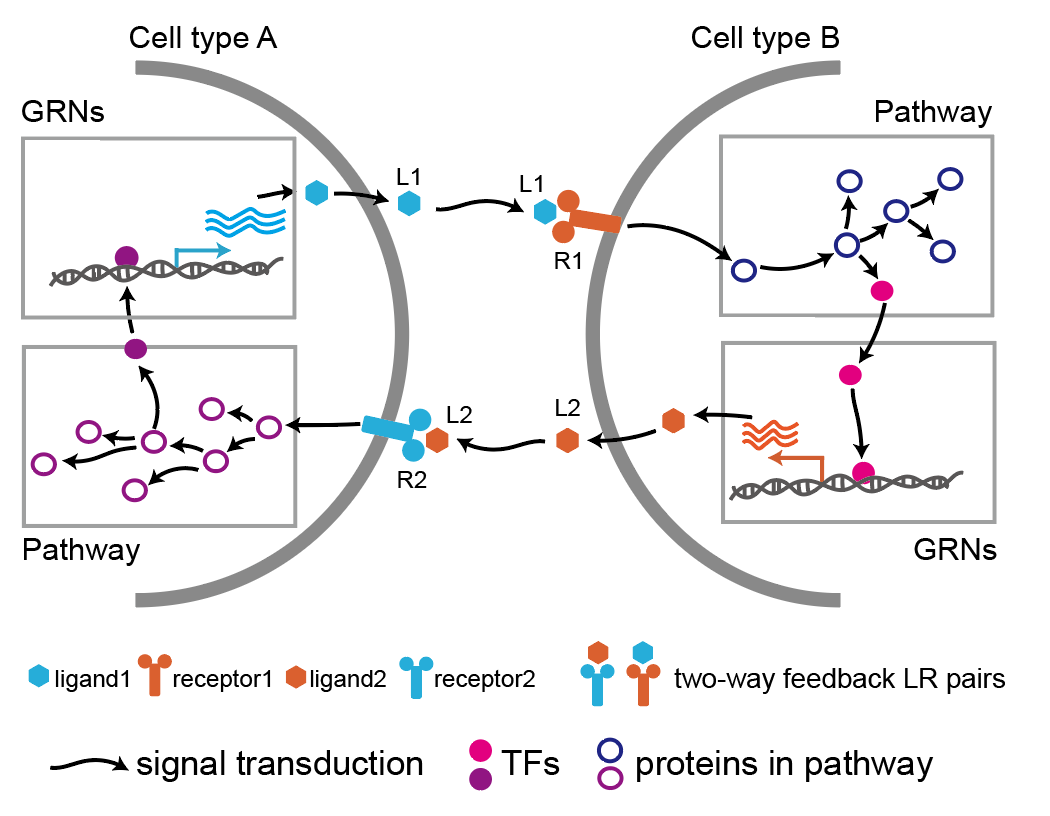 Cell type A
Cell type B
GRNs
Pathway
L1
L1
R1
L2
L2
R2
Pathway
GRNs
ligand1
receptor1
ligand2
receptor2
two-way feedback LR pairs
signal transduction
TFs
proteins in pathway